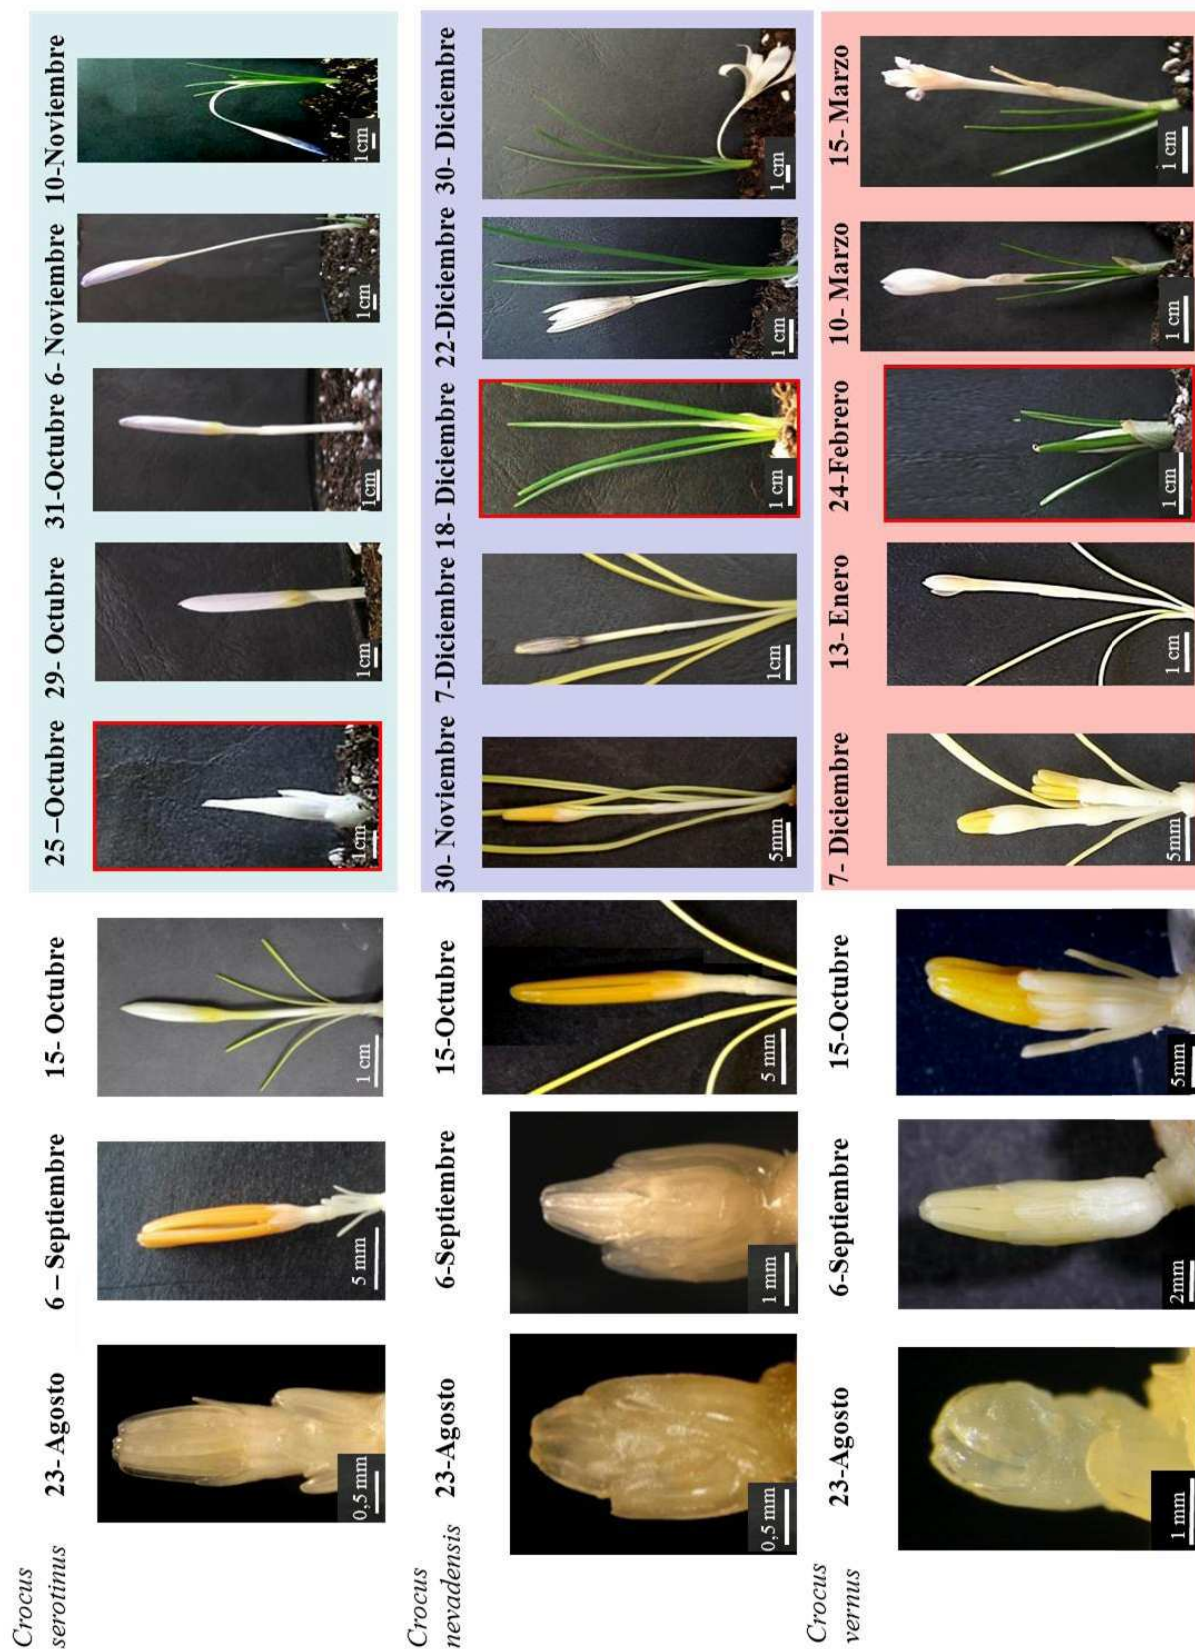 Crocus
serotinus
23-Agosto
6 – Septiembre
15- Octubre
25 –Octubre
29- Octubre
31-Octubre
6- Noviembre
10-Noviembre
0,5 mm
5 mm
1 cm
1cm
1cm
1cm
1cm
1cm
Crocus
nevadensis
23-Agosto
6-Septiembre
15-Octubre
30- Noviembre
7-Diciembre
18- Diciembre
22-Diciembre
30- Diciembre
0,5 mm
1 mm
5 mm
5mm
1cm
1 cm
1 cm
1 cm
Crocus
vernus
23-Agosto
6-Septiembre
15-Octubre
7- Diciembre
13- Enero
24-Febrero
10- Marzo
15- Marzo
1 mm
2mm
5mm
5mm
1 cm
1 cm
1 cm
1 cm